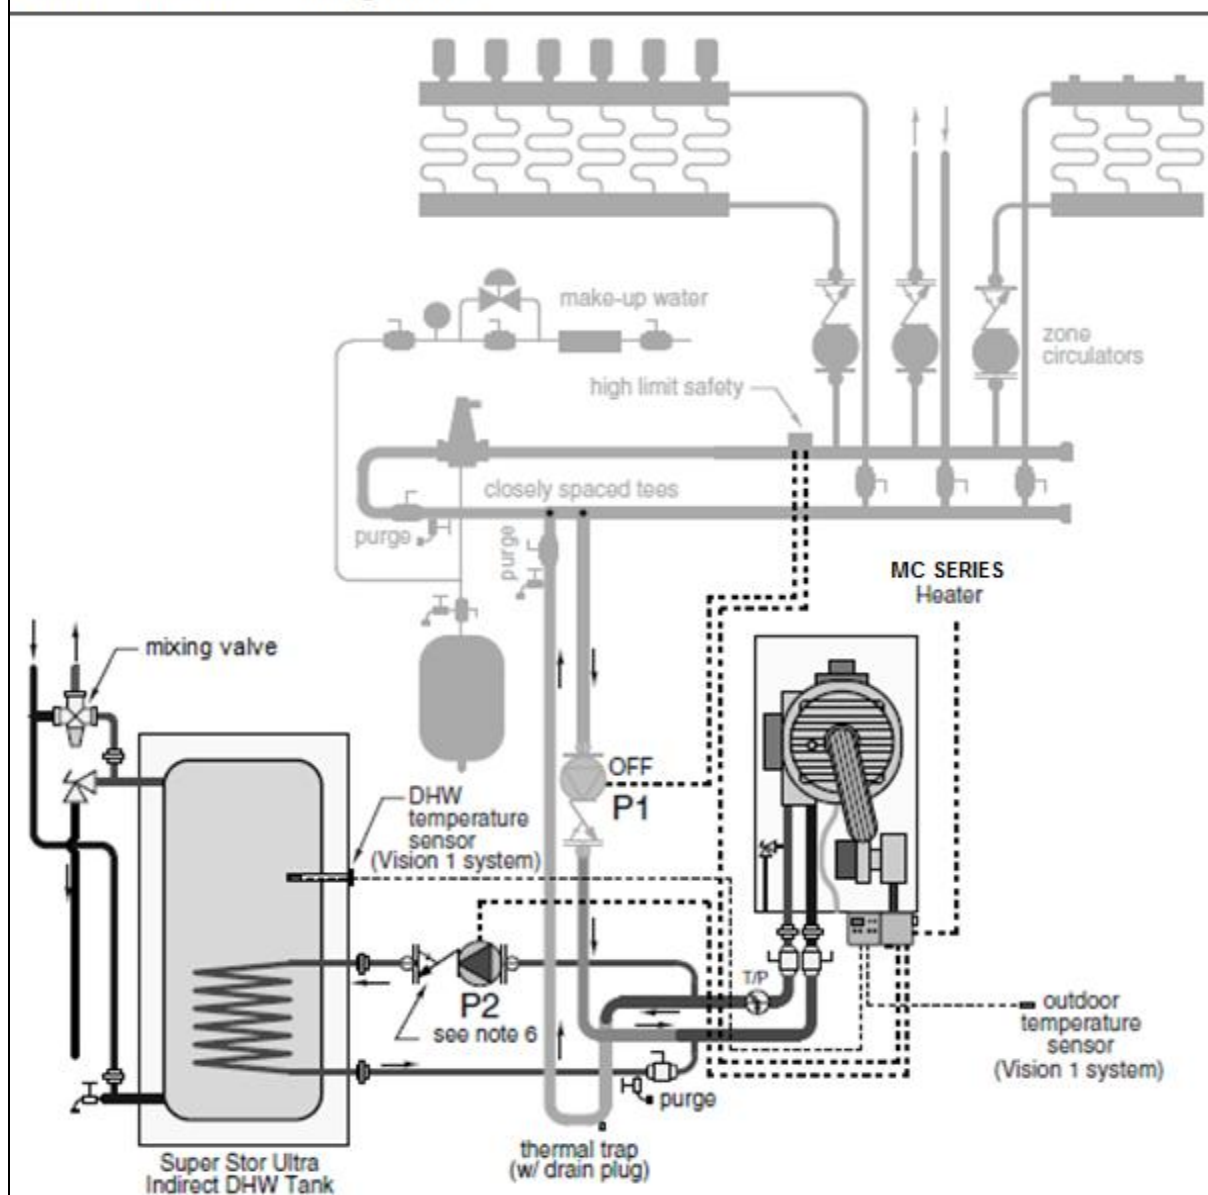 make-up water
zone
circulators
high limit safety
closely spaced tees
purge
purge
MC SERIES
Heater
mixing valve
OFF
P1
DHW
temperature
sensor
(Vision 1 system)
T/P
P2
see note 6
outdoor
temperature
sensor
(Vision 1 system)
purge
thermal trap
(w/ drain plug)
Super Stor Ultra
Indirect DHW Tank